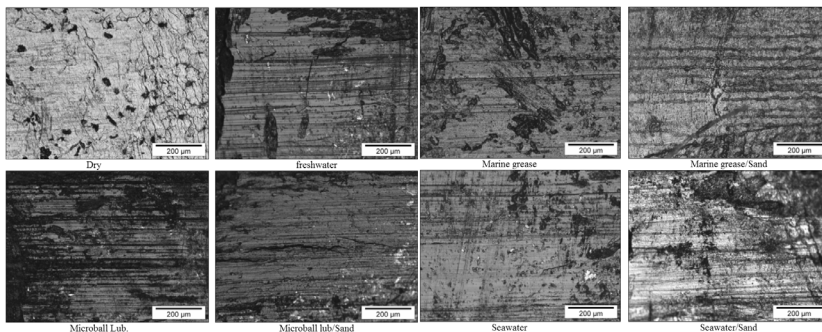 200 µm
200 µm
200 µm
200 µm
Dry
freshwater
Marine grease
Marine grease/Sand
200 µm
200 µm
200 µm
200 µm
Microball Lub.
Microball lub/Sand
Seawater
Seawater/Sand